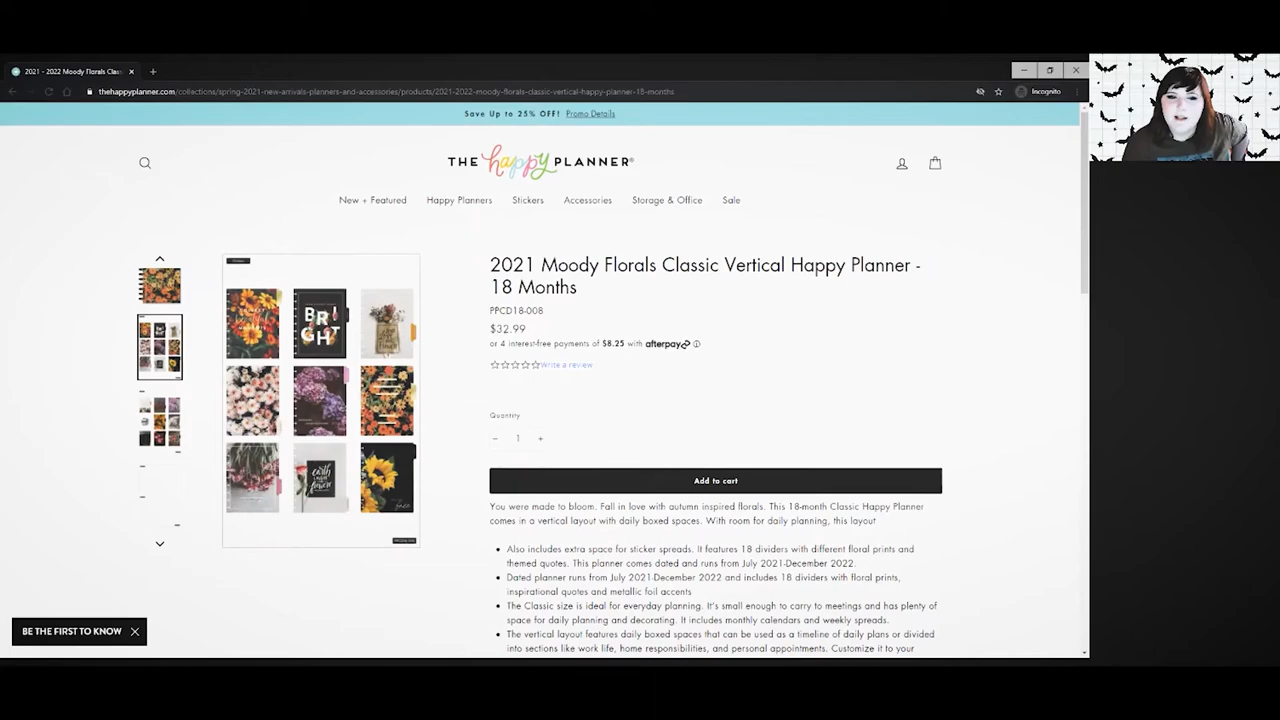 2021 - 2022 Moody Florals Clas
thehappyplanner.com/collections/spring-2021-new-arrivals-planners-and-accessories/products/2021-2022-moody-florals-classic-vertical-happy-planner-18-months
Incognito
Save Up to 25% OFF! Promo Details
THE happy PLANNER®
New + Featured Happy Planners Stickers Accessories Storage & Office Sale
2021 Moody Florals Classic Vertical Happy Planner -
18 Months
PPCD18-008
$32.99
or 4 interest-free payments of $8.25 with afterpay
Write a review
Quantity
− 1 +
Add to cart
You were made to bloom. Fall in love with autumn inspired florals. This 18-month Classic Happy Planner
comes in a vertical layout with daily boxed spaces. With room for daily planning, this layout
Also includes extra space for sticker spreads. It features 18 dividers with different floral prints and
themed quotes. This planner comes dated and runs from July 2021-December 2022.
Dated planner runs from July 2021-December 2022 and includes 18 dividers with floral prints,
inspirational quotes and metallic foil accents
The Classic size is ideal for everyday planning. It's small enough to carry to meetings and has plenty of
space for daily planning and decorating. It includes monthly calendars and weekly spreads.
The vertical layout features daily boxed spaces that can be used as a timeline of daily plans or divided
into sections like work life, home responsibilities, and personal appointments. Customize it to your
BRI
GHT
BE THE FIRST TO KNOW